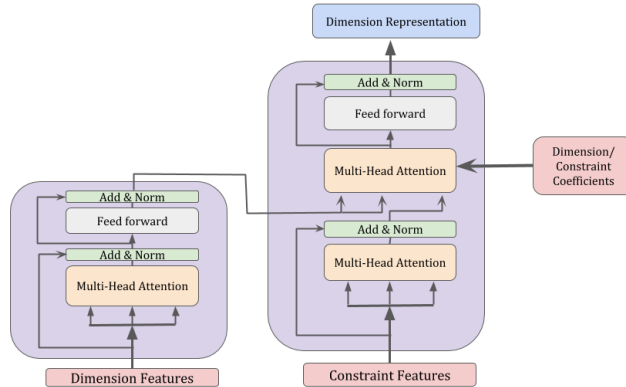 Dimension Representation
Add & Norm
Feed forward
Multi-Head Attention
Dimension/
Constraint
Coefficients
Add & Norm
Feed forward
Add & Norm
Multi-Head Attention
Add & Norm
Multi-Head Attention
Dimension Features
Constraint Features